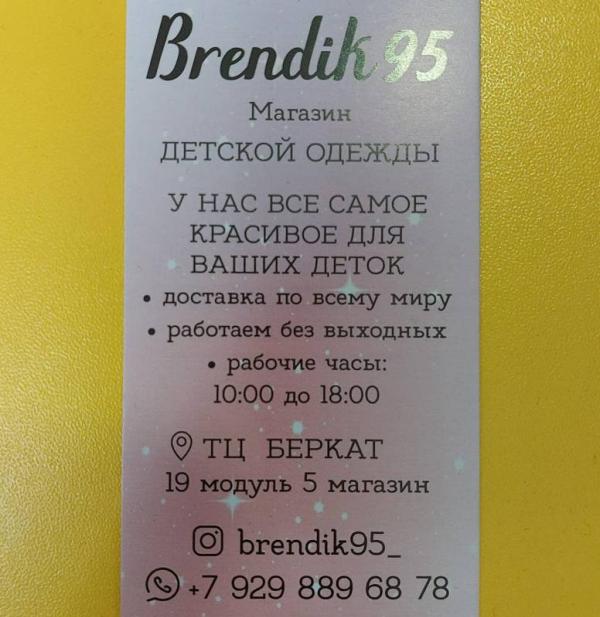 Brendik 95
Магазин
ДЕТСКОЙ ОДЕЖДЫ
У НАС ВСЕ САМОЕ
КРАСИВОЕ ДЛЯ
ВАШИХ ДЕТОК
• доставка по всему миру
• работаем без выходных
• рабочие часы:
10:00 до 18:00
ТЦ БЕРКАТ
19 модуль 5 магазин
brendik95_
+7 929 889 68 78